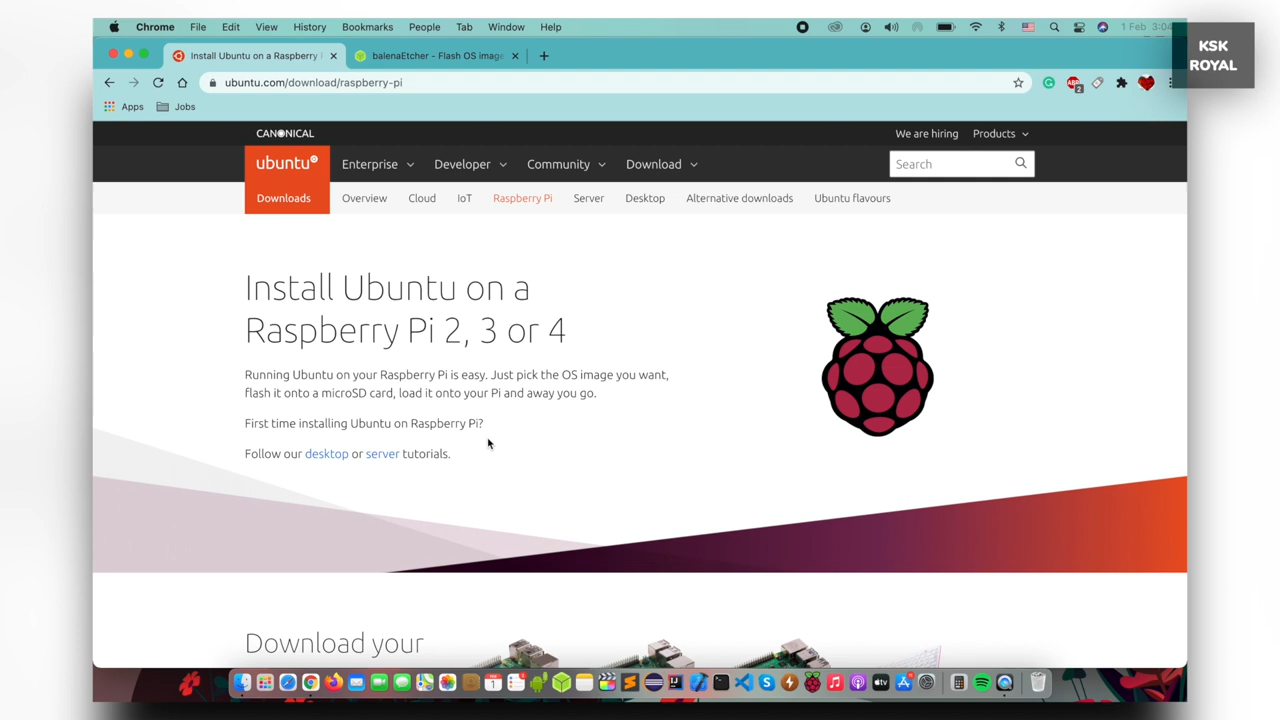 Chrome File Edit View History Bookmarks People Tab Window Help
1 Feb 3:04
KSK
ROYAL
Install Ubuntu on a Raspberry
balenaEtcher - Flash OS image
ubuntu.com/download/raspberry-pi
2
Apps Jobs
CANONICAL
We are hiring Products
ubuntu Enterprise Developer Community Download
Search
Downloads Overview Cloud IoT Raspberry Pi Server Desktop Alternative downloads Ubuntu flavours
Install Ubuntu on a
Raspberry Pi 2, 3 or 4
Running Ubuntu on your Raspberry Pi is easy. Just pick the OS image you want,
flash it onto a microSD card, load it onto your Pi and away you go.
First time installing Ubuntu on Raspberry Pi?
Follow our desktop or server tutorials.
Download your